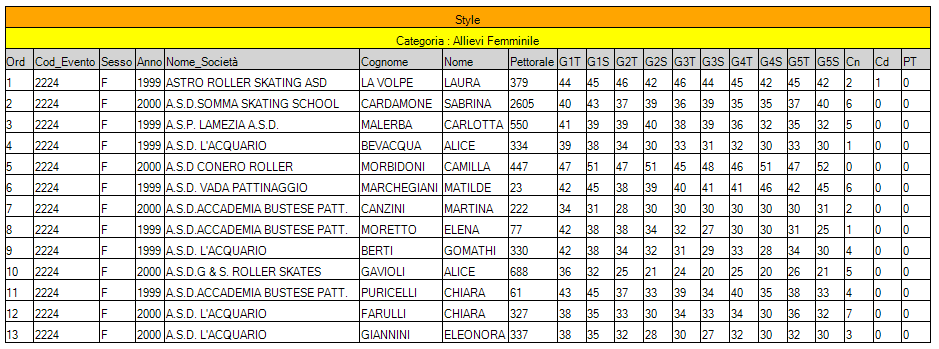 Style
Categoria : Allievi Femminile
Ord Cod_Evento Sesso Anno Nome_Società Cognome Nome Pettorale G1T G1S G2T G2S G3T G3S G4T G4S G5T G5S Cn Cd PT
1 2224 F 1999 ASTRO ROLLER SKATING ASD LA VOLPE LAURA 379 44 45 46 42 46 44 45 42 45 42 2 1 0
2 2224 F 2000 A.S.D.SOMMA SKATING SCHOOL CARDAMONE SABRINA 2605 40 43 37 39 36 39 35 35 37 40 6 0 0
3 2224 F 1999 A.S.P. LAMEZIA A.S.D. MALERBA CARLOTTA 550 41 39 39 40 38 39 36 32 35 32 5 0 0
4 2224 F 1999 A.S.D. L'ACQUARIO BEVACQUA ALICE 334 39 38 34 30 33 31 32 30 33 30 1 0 0
5 2224 F 2000 A.S.D CONERO ROLLER MORBIDONI CAMILLA 447 47 51 47 51 45 48 46 51 47 52 0 0 0
6 2224 F 1999 A.S.D. VADA PATTINAGGIO MARCHEGIANI MATILDE 23 42 45 38 39 40 41 41 46 42 45 6 0 0
7 2224 F 2000 A.S.D.ACCADEMIA BUSTESE PATT. CANZINI MARTINA 222 34 31 28 30 30 30 30 30 30 31 2 0 0
8 2224 F 1999 A.S.D.ACCADEMIA BUSTESE PATT. MORETTO ELENA 77 42 38 38 34 32 27 30 30 31 25 1 0 0
9 2224 F 1999 A.S.D. L'ACQUARIO BERTI GOMATHI 330 42 38 34 32 31 29 33 28 34 30 4 0 0
10 2224 F 2000 A.S.D.G & S. ROLLER SKATES GAVIOLI ALICE 688 36 32 25 21 24 20 25 20 26 21 5 0 0
11 2224 F 1999 A.S.D.ACCADEMIA BUSTESE PATT. PURICELLI CHIARA 61 43 45 37 33 39 34 40 35 38 33 4 0 0
12 2224 F 2000 A.S.D. L'ACQUARIO FARULLI CHIARA 327 38 35 33 30 34 33 34 30 36 32 7 0 0
13 2224 F 2000 A.S.D. L'ACQUARIO GIANNINI ELEONORA 337 38 35 32 28 30 27 32 30 32 30 3 0 0